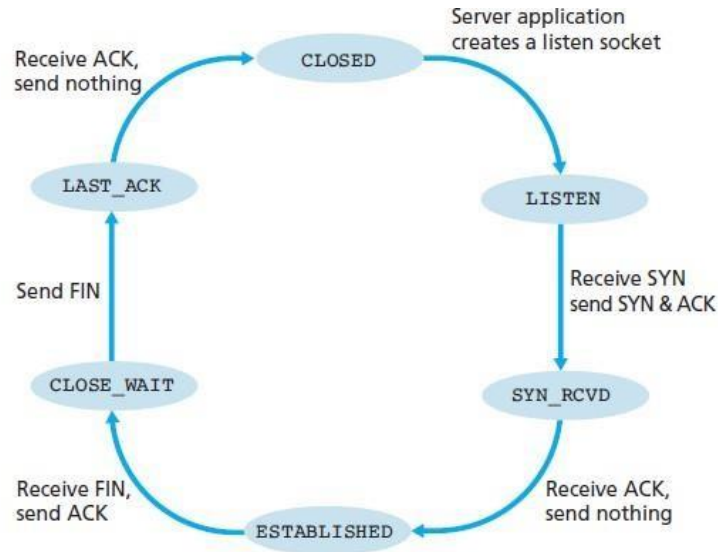 Server application
creates a listen socket
Receive ACK,
send nothing
CLOSED
LAST_ACK
LISTEN
Receive SYN
send SYN & ACK
Send FIN
CLOSE_WAIT
SYN_RCVD
Receive FIN,
send ACK
Receive ACK,
send nothing
ESTABLISHED